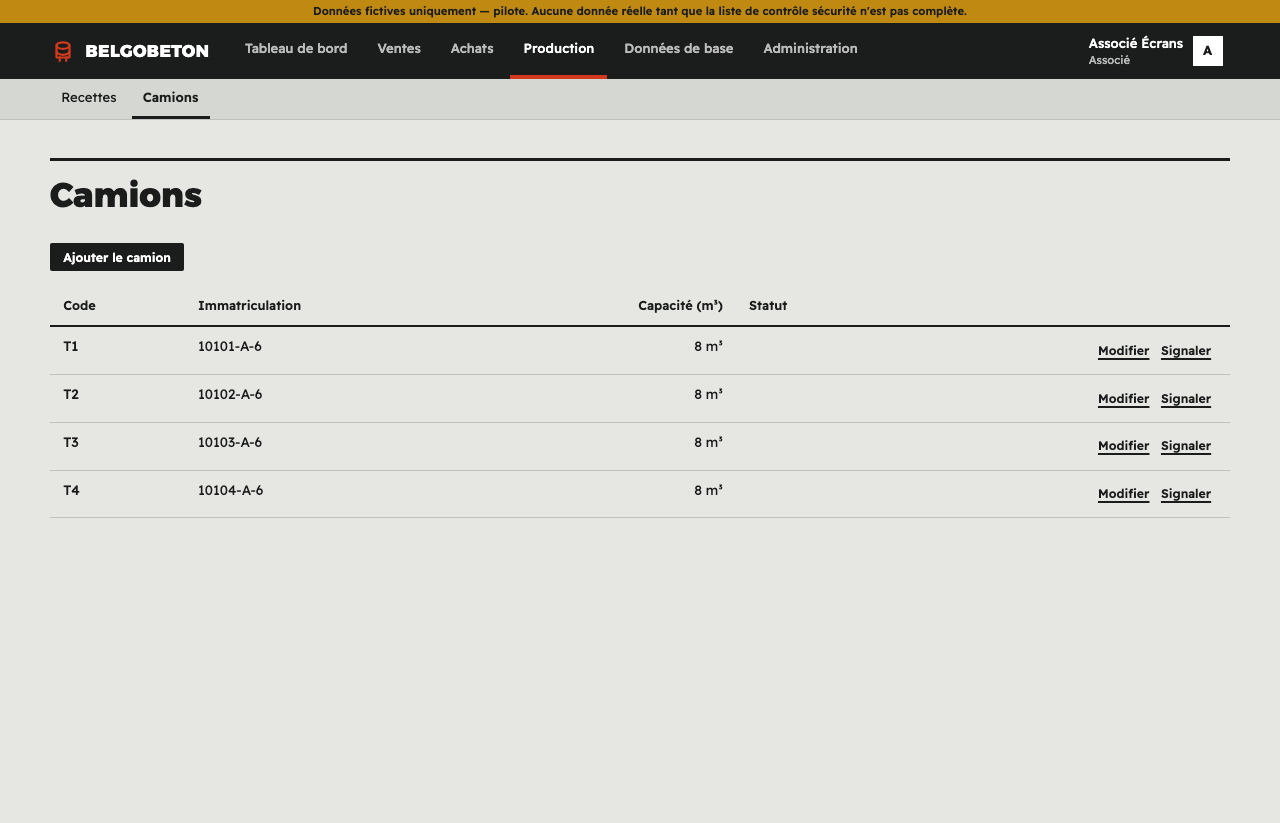 Données fictives uniquement — pilote. Aucune donnée réelle tant que la liste de contrôle sécurité n'est pas complète.
BELGOBETON Tableau de bord Ventes Achats Production Données de base Administration Associé Écrans A
Associé
Recettes Camions
Camions
Ajouter le camion
Code Immatriculation Capacité (m³) Statut
T1 10101-A-6 8 m³ Modifier Signaler
T2 10102-A-6 8 m³ Modifier Signaler
T3 10103-A-6 8 m³ Modifier Signaler
T4 10104-A-6 8 m³ Modifier Signaler